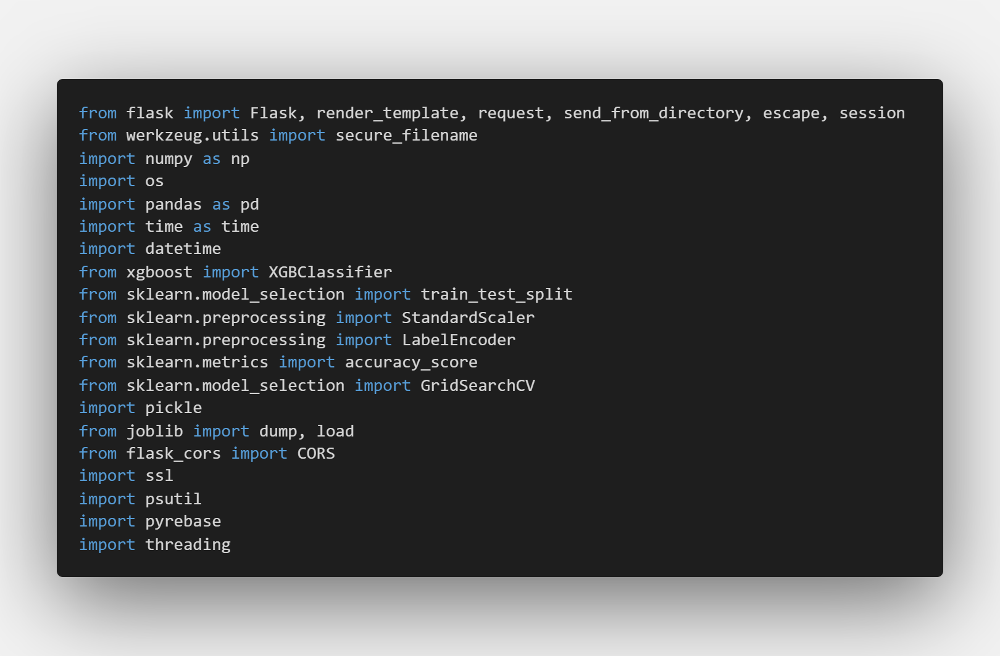 from flask import Flask, render_template, request, send_from_directory, escape, session
from werkzeug.utils import secure_filename
import numpy as np
import os
import pandas as pd
import time as time
import datetime
from xgboost import XGBClassifier
from sklearn.model_selection import train_test_split
from sklearn.preprocessing import StandardScaler
from sklearn.preprocessing import LabelEncoder
from sklearn.metrics import accuracy_score
from sklearn.model_selection import GridSearchCV
import pickle
from joblib import dump, load
from flask_cors import CORS
import ssl
import psutil
import pyrebase
import threading